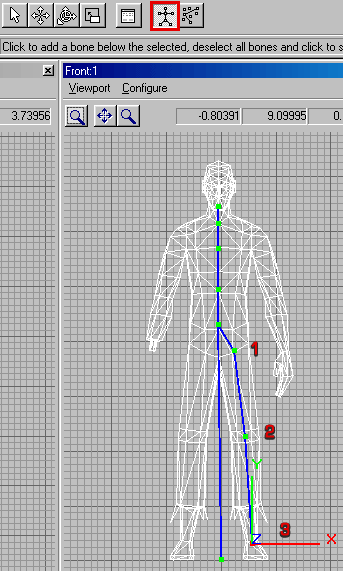 Click to add a bone below the selected, deselect all bones and click to s
Front:1
Viewport Configure
3.73956 -0.80391 9.09995 0.
1
2
Y
Z
3
X